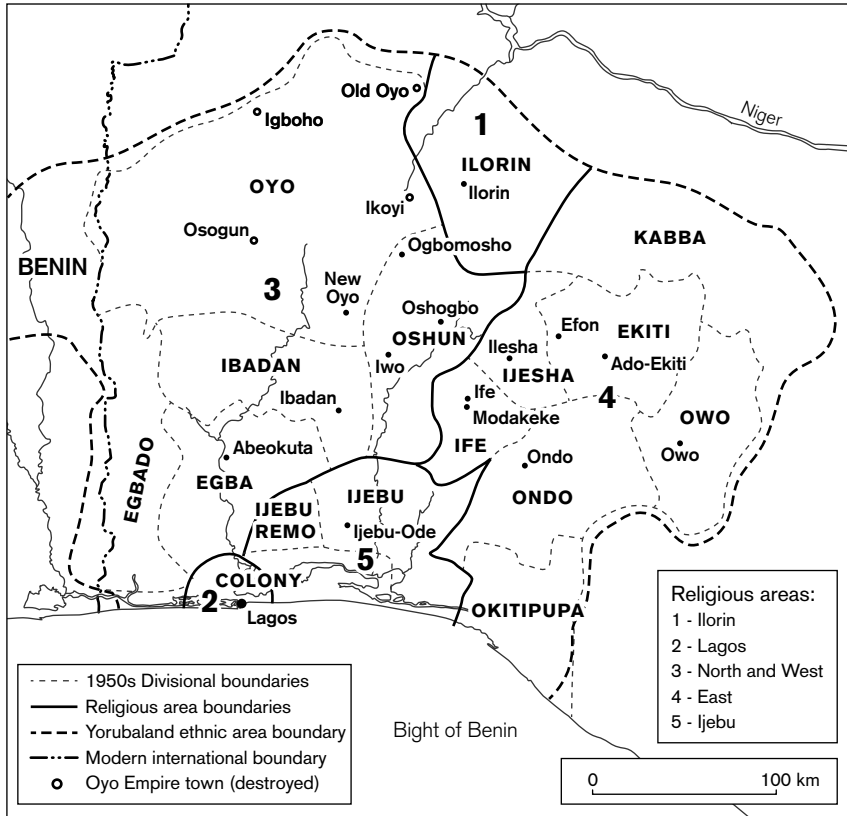 Old Oyo
Igboho
1
Niger
ILORIN
Ilorin
OYO
Ikoyi
KABBA
Osogun
Ogbomosho
BENIN
3
New
Oyo
Oshogbo
Efon
EKITI
OSHUN
Ilesha
IBADAN
Iwo
IJESHA
Ado-Ekiti
Ibadan
Ife
4
Modakeke
OWO
EGBADO
Abeokuta
IFE
Ondo
Owo
EGBA
IJEBU
REMO
IJEBU
ONDO
Ijebu-Ode
5
COLONY
2
Lagos
OKITIPUPA
Religious areas:
1 - Ilorin
2 - Lagos
3 - North and West
4 - East
5 - Ijebu
1950s Divisional boundaries
Religious area boundaries
Yorubaland ethnic area boundary
Modern international boundary
Oyo Empire town (destroyed)
Bight of Benin
0 100 km